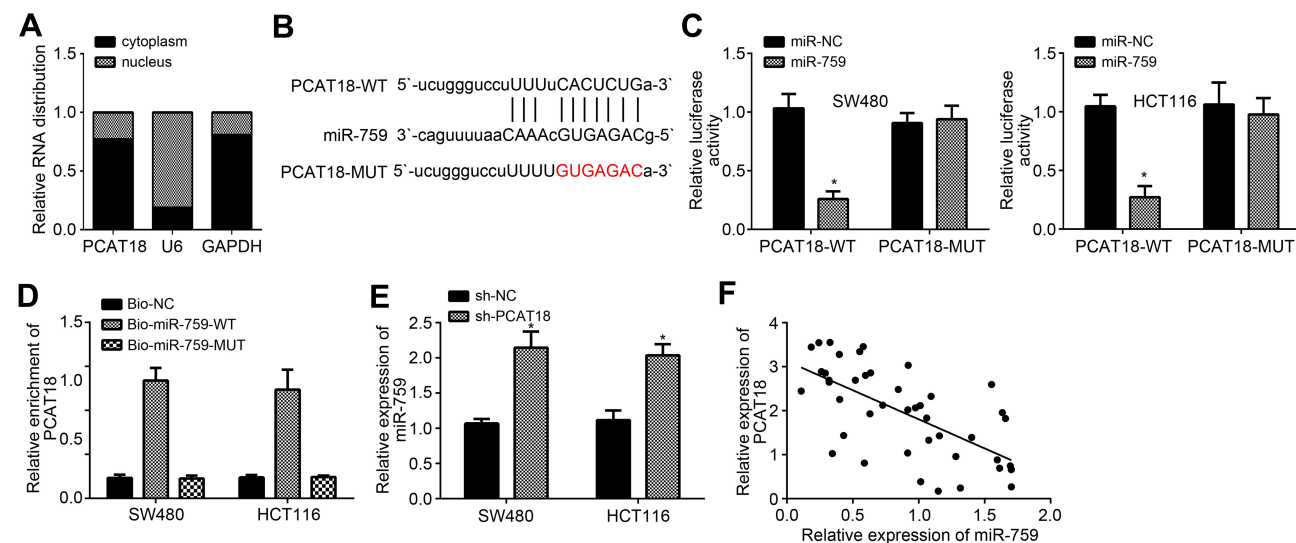 A
Relative RNA distribution
cytoplasm
nucleus
1.5
1.0
0.5
0.0
PCAT18 U6 GAPDH
B
PCAT18-WT 5`-ucuggguccuUUUuCACUCUGa-3`
miR-759 3`-caguuuuaaCAAAcGUGAGACg-5`
PCAT18-MUT 5`-ucuggguccuUUUUGUGAGACa-3`
C
Relative luciferase
activity
miR-NC
miR-759
SW480
1.5
1.0
0.5
0.0
*
PCAT18-WT PCAT18-MUT
Relative luciferase
activity
miR-NC
miR-759
HCT116
1.5
1.0
0.5
0.0
*
PCAT18-WT PCAT18-MUT
D
Relative enrichment of
PCAT18
Bio-NC
Bio-miR-759-WT
Bio-miR-759-MUT
1.5
1.0
0.5
0.0
SW480 HCT116
E
Relative expression of
miR-759
sh-NC
sh-PCAT18
2.5
2.0
1.5
1.0
0.5
0.0
* *
SW480 HCT116
F
Relative expression of
PCAT18
4
3
2
1
0
0.0 0.5 1.0 1.5 2.0
Relative expression of miR-759